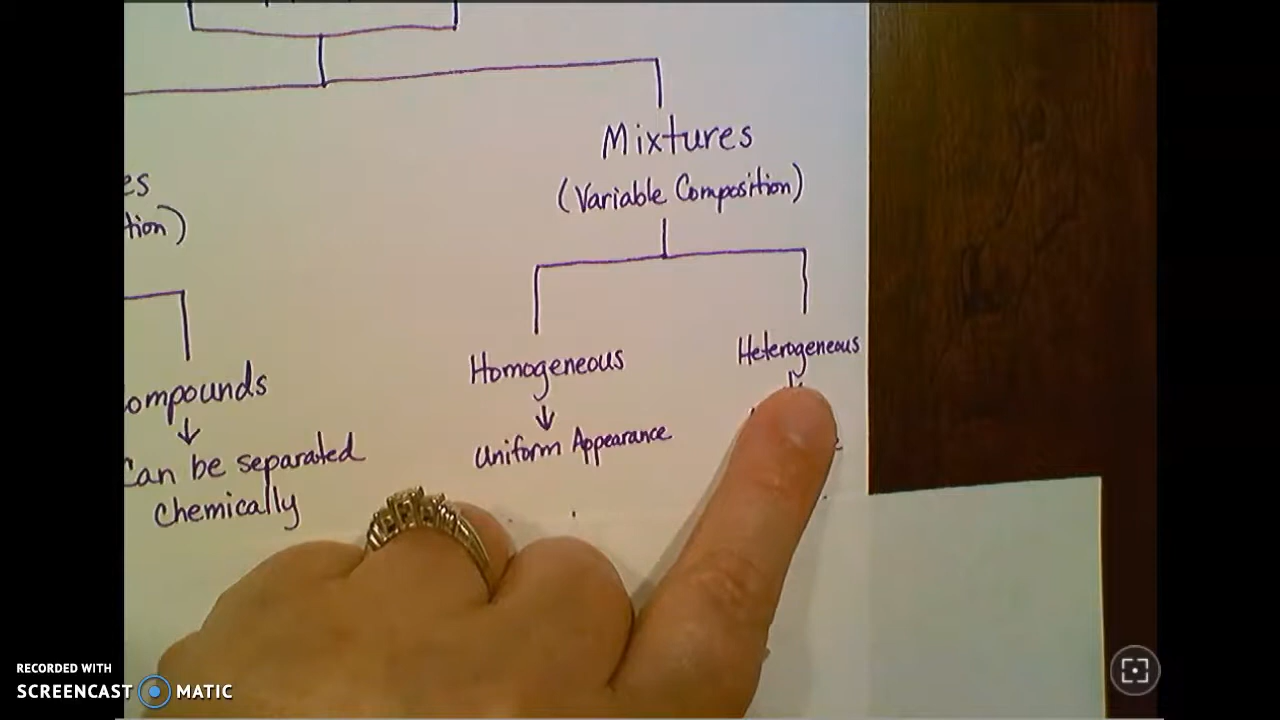 Mixtures
(Variable Composition)
es
tion)
Homogeneous
Heterogeneous
ompounds
Uniform Appearance
Can be separated
chemically
RECORDED WITH
SCREENCAST MATIC